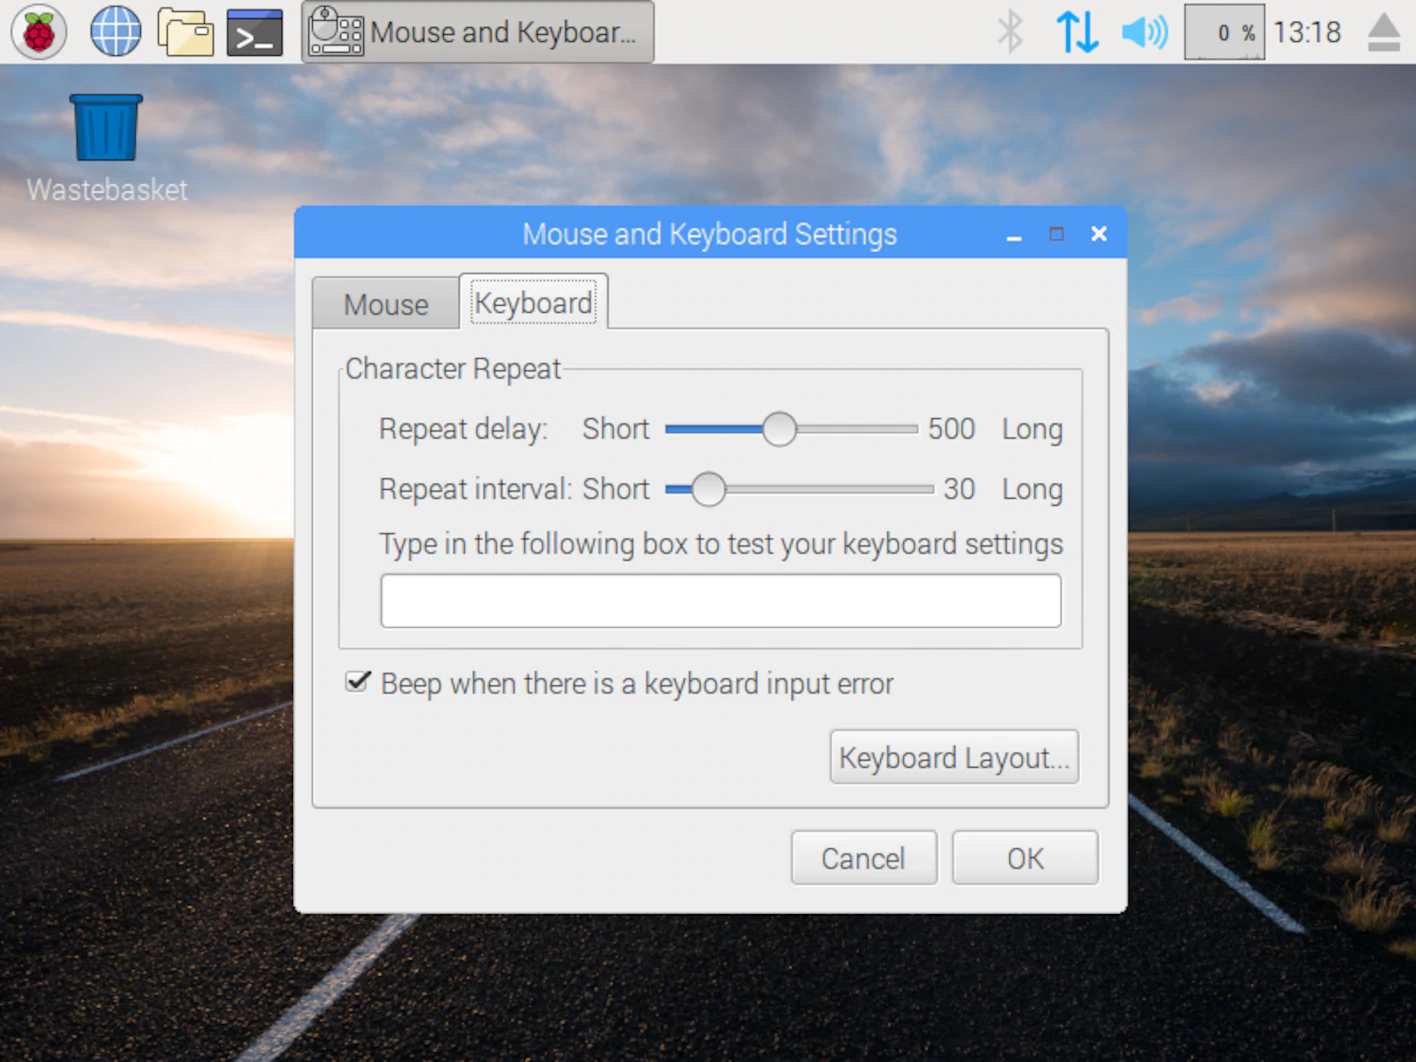 Mouse and Keyboar...
0 %
13:18
Wastebasket
Mouse and Keyboard Settings
Mouse
Keyboard
Character Repeat
Repeat delay: Short 500 Long
Repeat interval: Short 30 Long
Type in the following box to test your keyboard settings
Beep when there is a keyboard input error
Keyboard Layout...
Cancel
OK